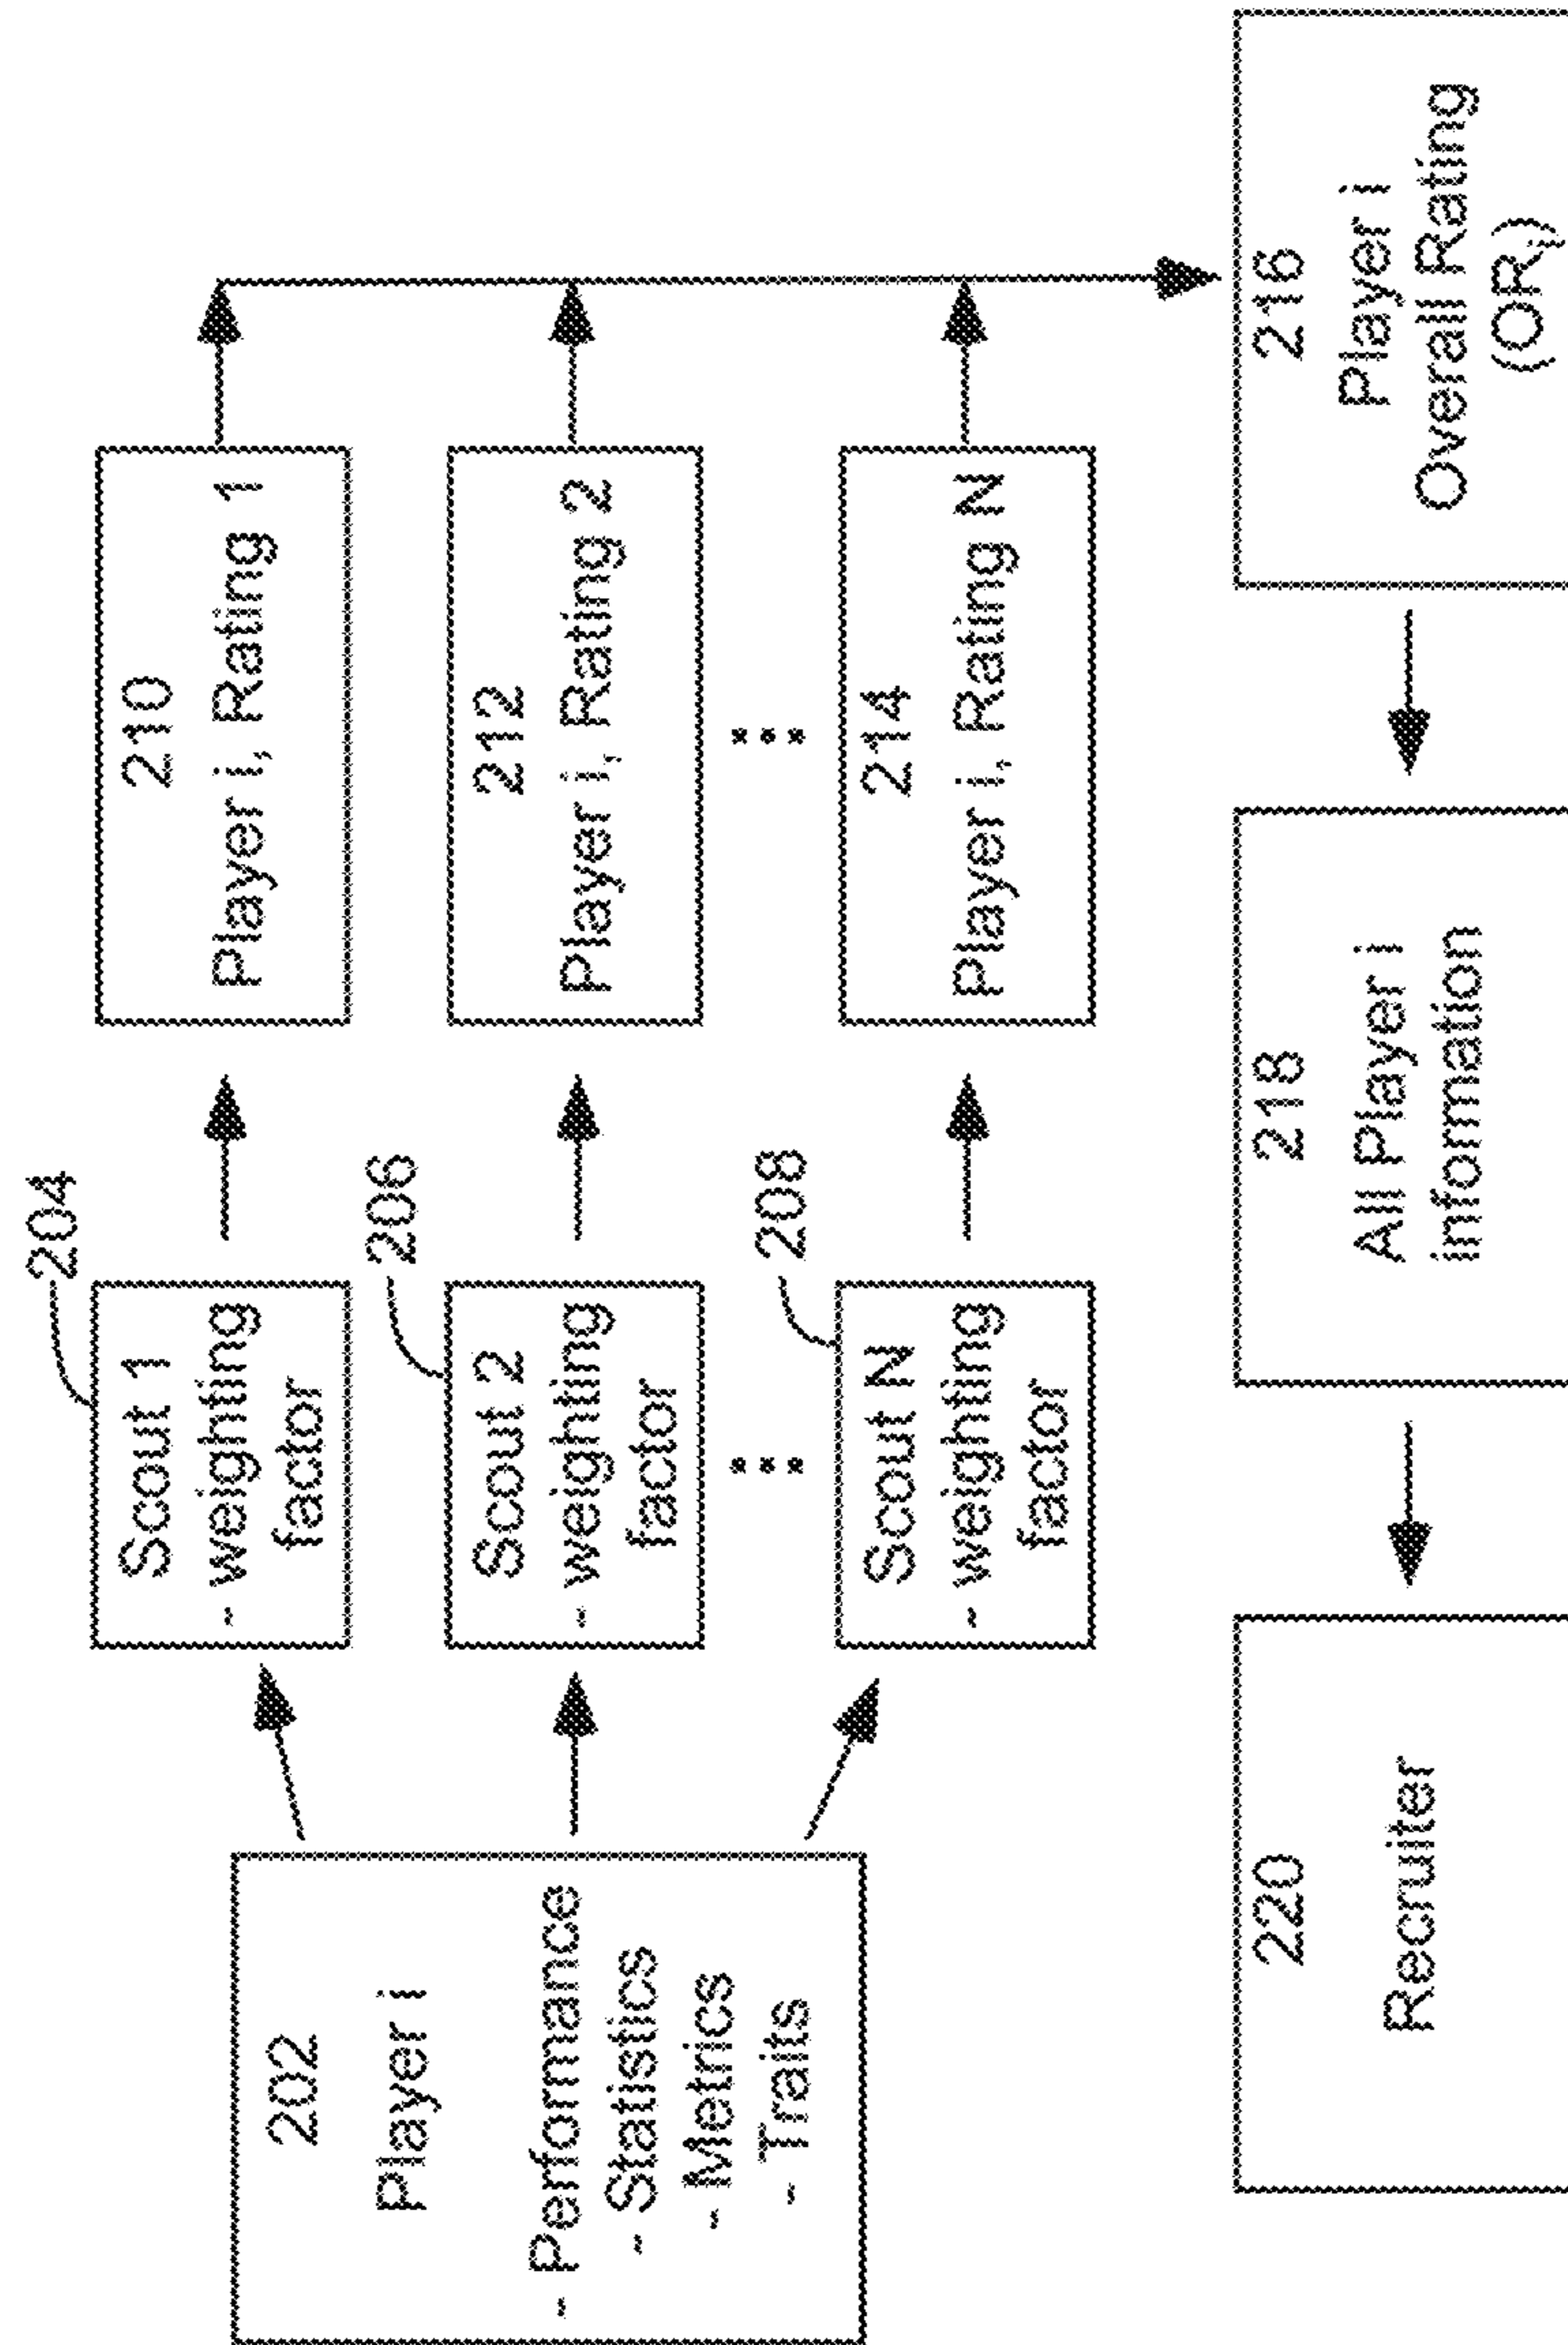 202
Player i
- Performance
- Statistics
- Metrics
- Traits
204
Scout 1
- weighting
factor
206
Scout 2
- weighting
factor
...
208
Scout N
- weighting
factor
210
Player i, Rating 1
212
Player i, Rating 2
...
214
Player i, Rating N
216
Player i
Overall Rating
(ORi)
218
All Player i
information
220
Recruiter